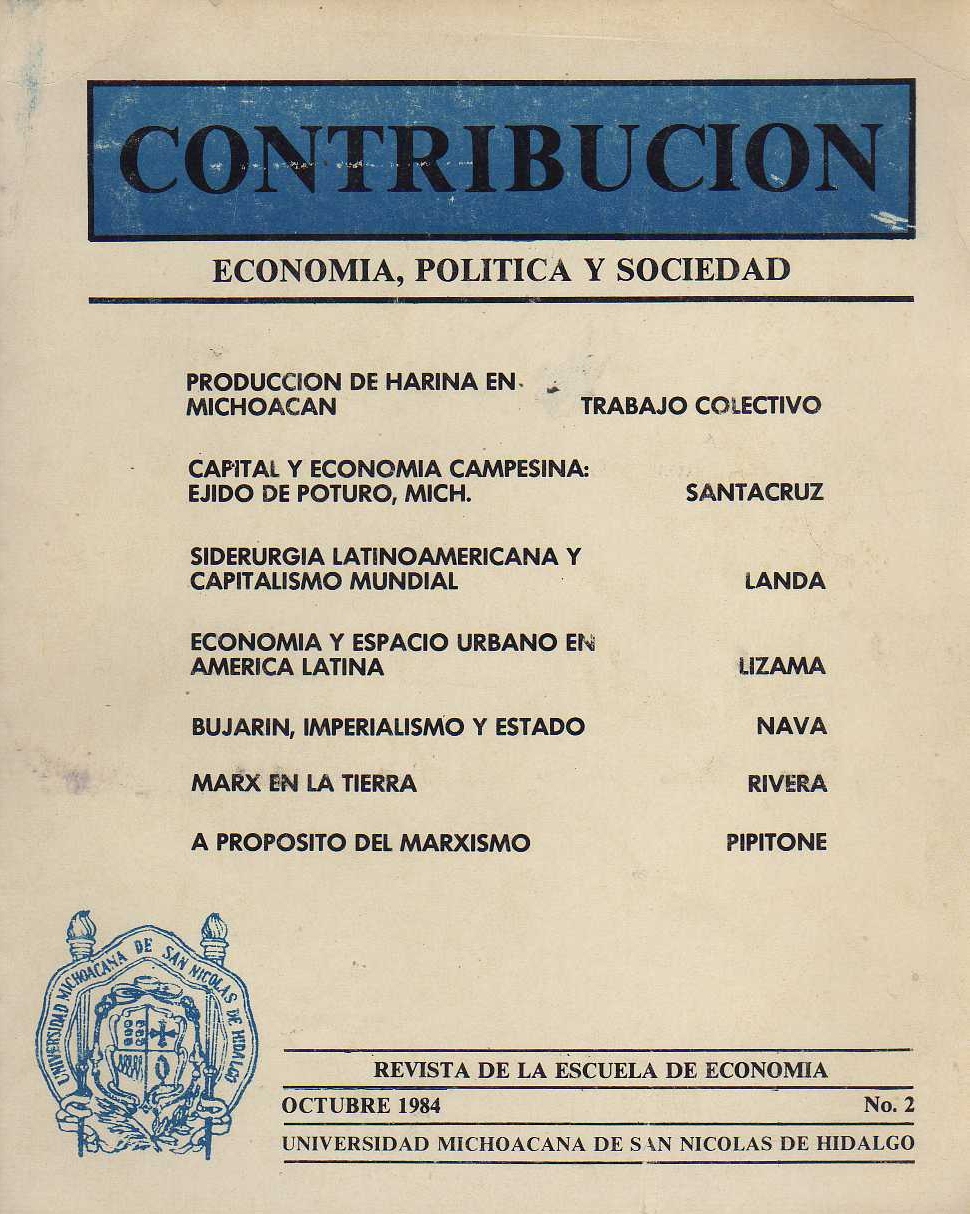 CONTRIBUCION
ECONOMIA, POLITICA Y SOCIEDAD
PRODUCCION DE HARINA EN
MICHOACAN TRABAJO COLECTIVO
CAPITAL Y ECONOMIA CAMPESINA:
EJIDO DE POTURO, MICH. SANTACRUZ
SIDERURGIA LATINOAMERICANA Y
CAPITALISMO MUNDIAL LANDA
ECONOMIA Y ESPACIO URBANO EN
AMERICA LATINA LIZAMA
BUJARIN, IMPERIALISMO Y ESTADO NAVA
MARX EN LA TIERRA RIVERA
A PROPOSITO DEL MARXISMO PIPITONE
UNIVERSIDAD MICHOACANA DE SAN NICOLAS DE HIDALGO
REVISTA DE LA ESCUELA DE ECONOMIA
OCTUBRE 1984 No. 2
UNIVERSIDAD MICHOACANA DE SAN NICOLAS DE HIDALGO